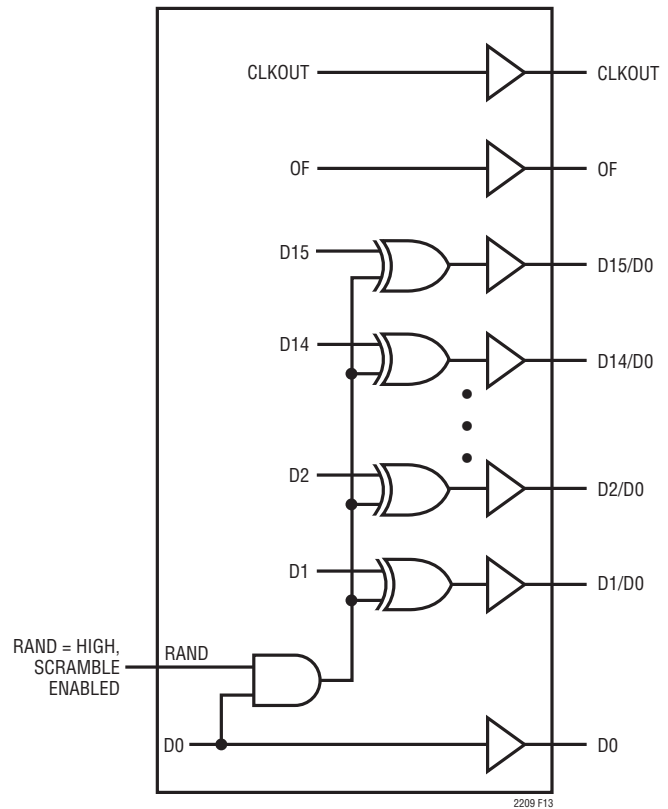 CLKOUT
CLKOUT
OF
OF
D15
D15/D0
D14
D14/D0
D2
D2/D0
D1
D1/D0
RAND = HIGH,
SCRAMBLE
ENABLED
RAND
D0
D0
2209 F13